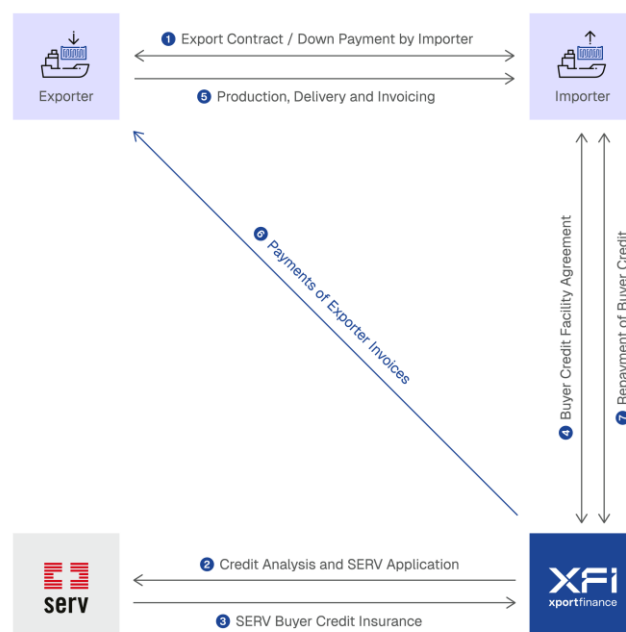 1 Export Contract / Down Payment by Importer
Exporter
Importer
5 Production, Delivery and Invoicing
6 Payments of Exporter Invoices
4 Buyer Credit Facility Agreement
7 Repayment of Buyer Credit
2 Credit Analysis and SERV Application
serv
XFi
xportfinance
3 SERV Buyer Credit Insurance